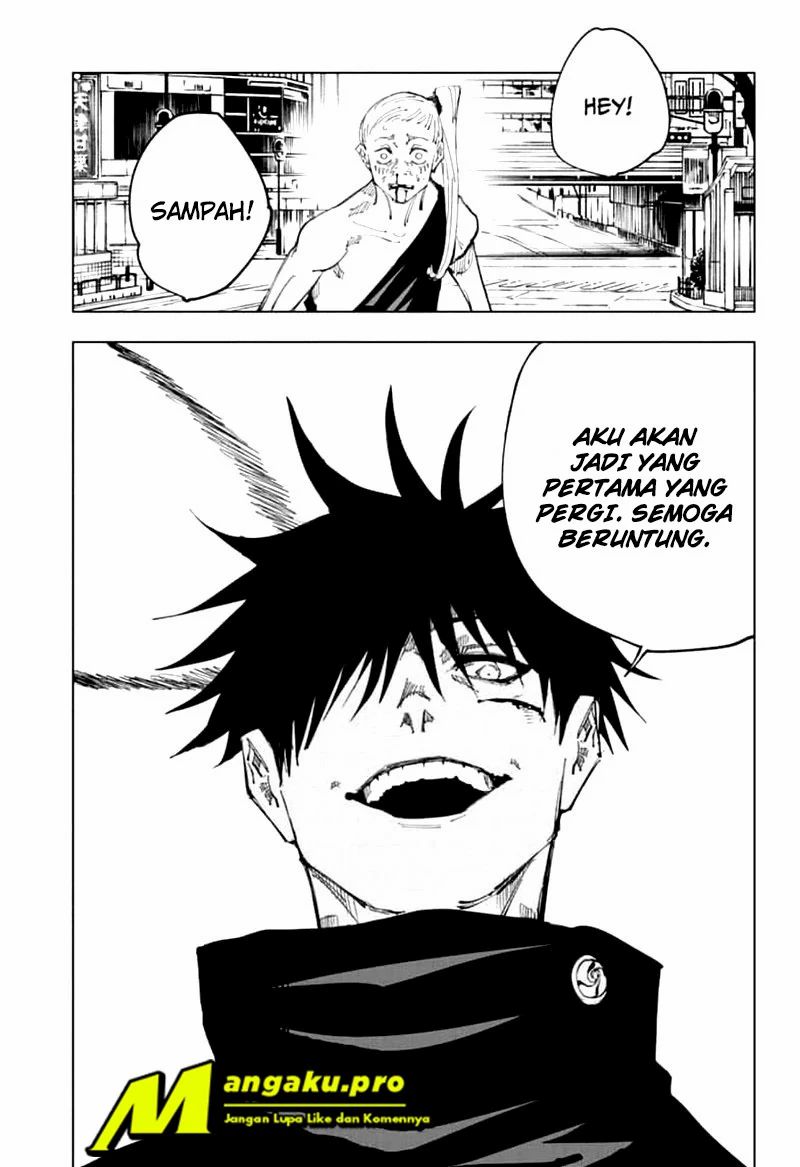 HEY!
SAMPAH!
AKU AKAN
JADI YANG
PERTAMA YANG
PERGI. SEMOGA
BERUNTUNG.
Mangaku.pro
Jangan Lupa Like dan Komennya